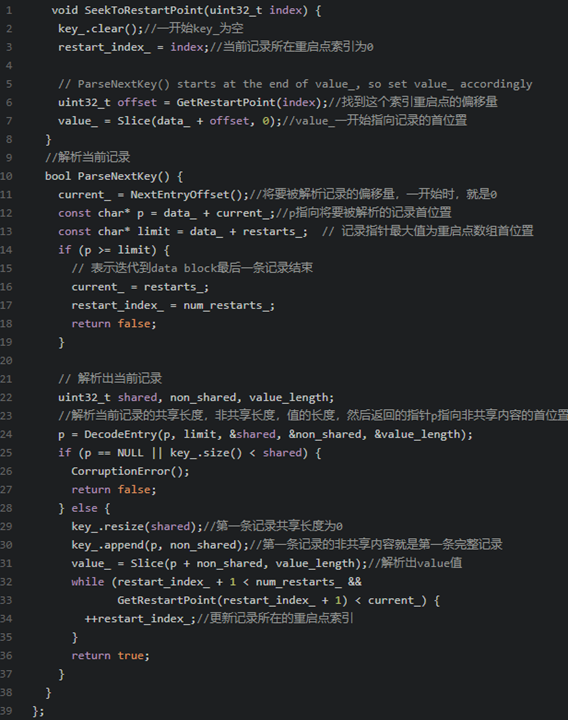 1 void SeekToRestartPoint(uint32_t index) {
2 key_.clear();//一开始key_为空
3 restart_index_ = index;//当前记录所在重启点索引为0
4
5 // ParseNextKey() starts at the end of value_, so set value_ accordingly
6 uint32_t offset = GetRestartPoint(index);//找到这个索引重启点的偏移量
7 value_ = Slice(data_ + offset, 0);//value_一开始指向记录的首位置
8 }
9 //解析当前记录
10 bool ParseNextKey() {
11 current_ = NextEntryOffset();//将要被解析记录的偏移量，一开始时，就是0
12 const char* p = data_ + current_;//p指向将要被解析的记录首位置
13 const char* limit = data_ + restarts_; // 记录指针最大值为重启点数组首位置
14 if (p >= limit) {
15 // 表示迭代到data block最后一条记录结束
16 current_ = restarts_;
17 restart_index_ = num_restarts_;
18 return false;
19 }
20
21 // 解析出当前记录
22 uint32_t shared, non_shared, value_length;
23 //解析当前记录的共享长度，非共享长度，值的长度，然后返回的指针p指向非共享内容的首位置
24 p = DecodeEntry(p, limit, &shared, &non_shared, &value_length);
25 if (p == NULL || key_.size() < shared) {
26 CorruptionError();
27 return false;
28 } else {
29 key_.resize(shared);//第一条记录共享长度为0
30 key_.append(p, non_shared);//第一条记录的非共享内容就是第一条完整记录
31 value_ = Slice(p + non_shared, value_length);//解析出value值
32 while (restart_index_ + 1 < num_restarts_ &&
33 GetRestartPoint(restart_index_ + 1) < current_) {
34 ++restart_index_;//更新记录所在的重启点索引
35 }
36 return true;
37 }
38 }
39 };